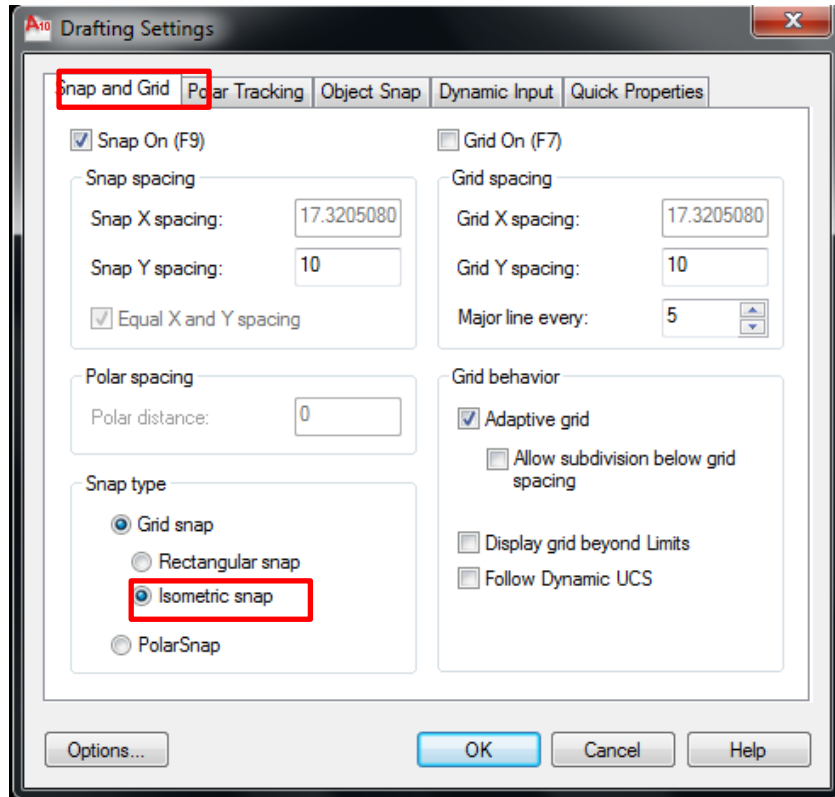 A10 Drafting Settings
Snap and Grid Polar Tracking Object Snap Dynamic Input Quick Properties
Snap On (F9)
Snap spacing
Snap X spacing: 17.3205080
Snap Y spacing: 10
Equal X and Y spacing
Polar spacing
Polar distance: 0
Snap type
Grid snap
Rectangular snap
Isometric snap
PolarSnap
Grid On (F7)
Grid spacing
Grid X spacing: 17.3205080
Grid Y spacing: 10
Major line every: 5
Grid behavior
Adaptive grid
Allow subdivision below grid
spacing
Display grid beyond Limits
Follow Dynamic UCS
Options... OK Cancel Help